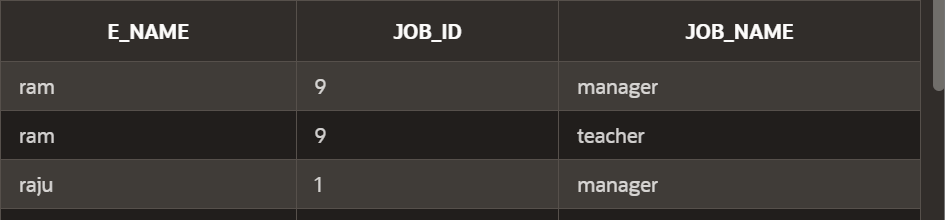 E_NAME JOB_ID JOB_NAME
ram 9 manager
ram 9 teacher
raju 1 manager